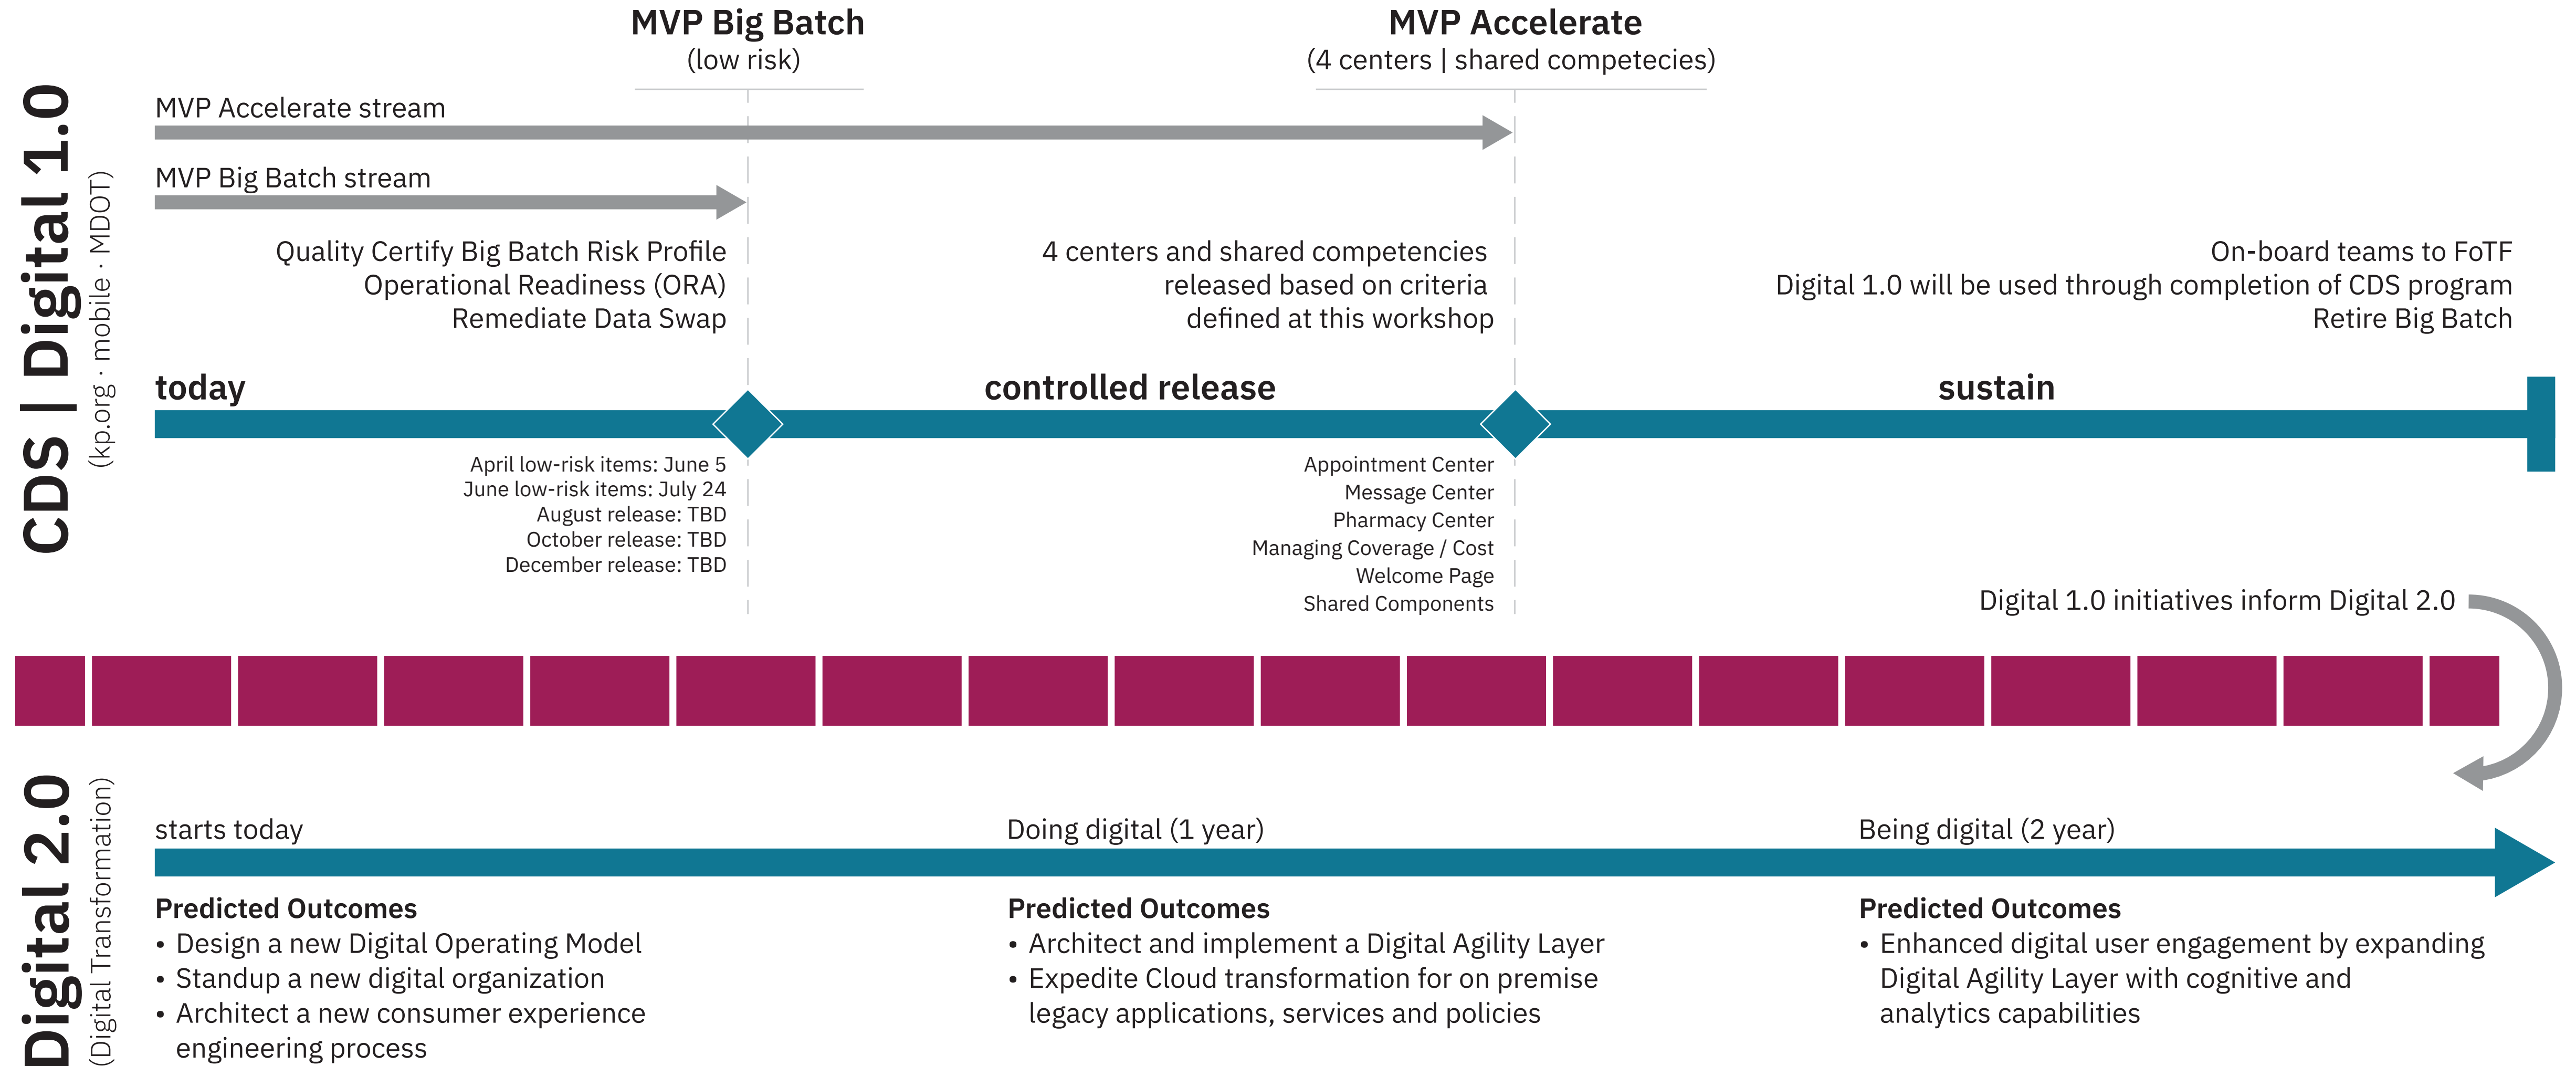 MVP Big Batch
(low risk)
MVP Accelerate
(4 centers | shared competecies)
CDS | Digital 1.0
(kp.org · mobile · MDOT)
MVP Accelerate stream
MVP Big Batch stream
Quality Certify Big Batch Risk Profile
Operational Readiness (ORA)
Remediate Data Swap
4 centers and shared competencies
released based on criteria
defined at this workshop
On-board teams to FoTF
Digital 1.0 will be used through completion of CDS program
Retire Big Batch
today
controlled release
sustain
April low-risk items: June 5
June low-risk items: July 24
August release: TBD
October release: TBD
December release: TBD
Appointment Center
Message Center
Pharmacy Center
Managing Coverage / Cost
Welcome Page
Shared Components
Digital 1.0 initiatives inform Digital 2.0
Digital 2.0
(Digital Transformation)
starts today
Predicted Outcomes
• Design a new Digital Operating Model
• Standup a new digital organization
• Architect a new consumer experience
engineering process
Doing digital (1 year)
Predicted Outcomes
• Architect and implement a Digital Agility Layer
• Expedite Cloud transformation for on premise
legacy applications, services and policies
Being digital (2 year)
Predicted Outcomes
• Enhanced digital user engagement by expanding
Digital Agility Layer with cognitive and
analytics capabilities